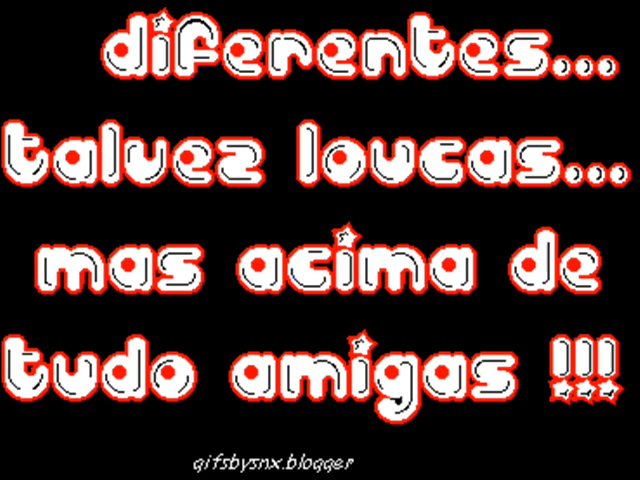 diferentes...
talvez loucas...
mas acima de
tudo amigas !!!
gifsbysnx.blogger